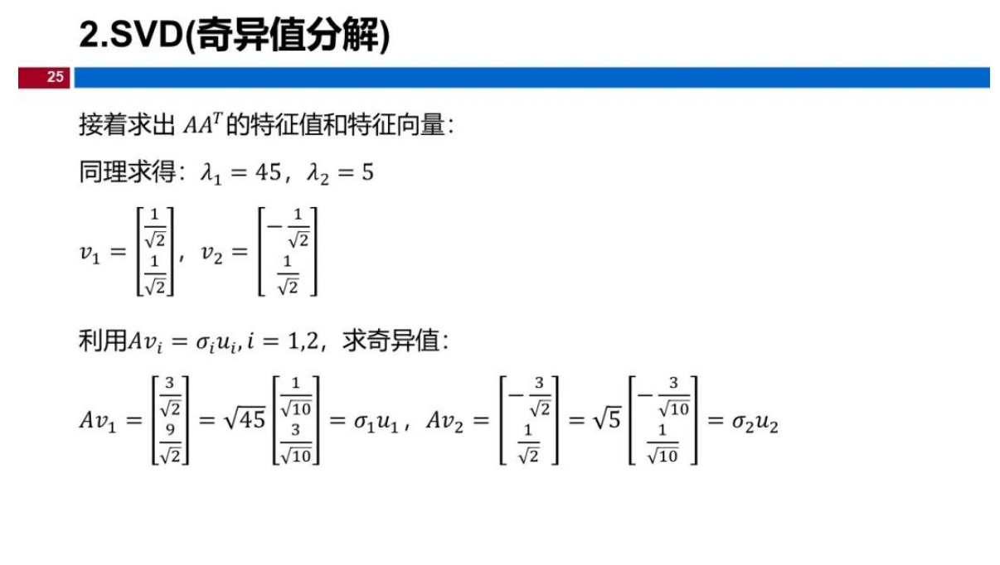 2.SVD(奇异值分解)
25
接着求出 $AA^T$的特征值和特征向量：
同理求得：$\lambda_1 = 45$，$\lambda_2 = 5$
$v_1 = \begin{bmatrix} \frac{1}{\sqrt{2}} \\ \frac{1}{\sqrt{2}} \end{bmatrix}$，$v_2 = \begin{bmatrix} -\frac{1}{\sqrt{2}} \\ \frac{1}{\sqrt{2}} \end{bmatrix}$
利用$Av_i = \sigma_i u_i, i = 1,2$，求奇异值：
$Av_1 = \begin{bmatrix} \frac{3}{\sqrt{2}} \\ \frac{9}{\sqrt{2}} \end{bmatrix} = \sqrt{45} \begin{bmatrix} \frac{1}{\sqrt{10}} \\ \frac{3}{\sqrt{10}} \end{bmatrix} = \sigma_1 u_1$，$Av_2 = \begin{bmatrix} -\frac{3}{\sqrt{2}} \\ \frac{1}{\sqrt{2}} \end{bmatrix} = \sqrt{5} \begin{bmatrix} -\frac{3}{\sqrt{10}} \\ \frac{1}{\sqrt{10}} \end{bmatrix} = \sigma_2 u_2$